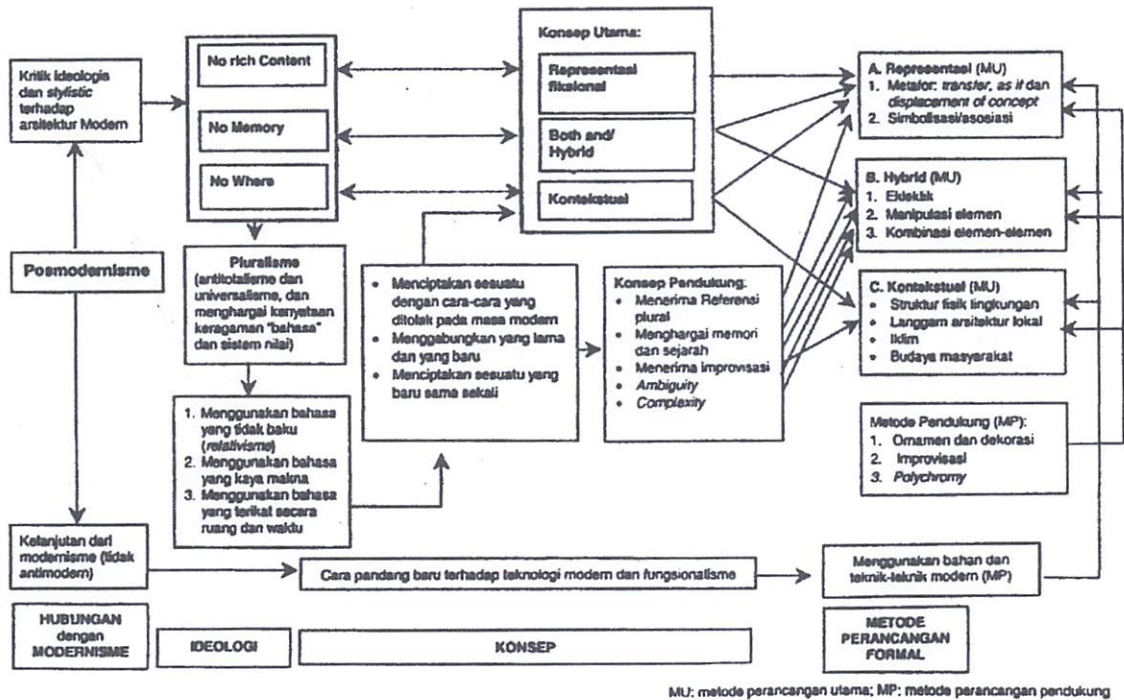 Kritik Ideologis
dan stylistic
terhadap
arsitektur Modern
No rich Content
No Memory
No Where
Konsep Utama:
Representasi
fiksional
Both and/
Hybrid
Kontekstual
A. Representasi (MU)
1. Metafor: transfer, as if dan
displacement of concept
2. Simbolisasi/asosiasi
B. Hybrid (MU)
1. Eklektik
2. Manipulasi elemen
3. Kombinasi elemen-elemen
Posmodernisme
Pluralisme
(antitotalisme dan
universalisme, dan
menghargai kenyataan
keragaman "bahasa"
dan sistem nilai)
• Menciptakan sesuatu
dengan cara-cara yang
ditolak pada masa modern
• Menggabungkan yang lama
dan yang baru
• Menciptakan sesuatu yang
baru sama sekali
Konsep Pendukung:
• Menerima Referensi
plural
• Menghargai memori
dan sejarah
• Menerima improvisasi
• Ambiguity
• Complexity
C. Kontekstual (MU)
• Struktur fisik lingkungan
• Langgam arsitektur lokal
• Iklim
• Budaya masyarakat
1. Menggunakan bahasa
yang tidak baku
(relativisme)
2. Menggunakan bahasa
yang kaya makna
3. Menggunakan bahasa
yang terikat secara
ruang dan waktu
Metode Pendukung (MP):
1. Ornamen dan dekorasi
2. Improvisasi
3. Polychromy
Kelanjutan dari
modernisme (tidak
antimodern)
Cara pandang baru terhadap teknologi modern dan fungsionalisme
Menggunakan bahan dan
teknik-teknik modern (MP)
HUBUNGAN
dengan
MODERNISME
IDEOLOGI
KONSEP
METODE
PERANCANGAN
FORMAL
MU: metode perancangan utama; MP: metode parancangan pendukung